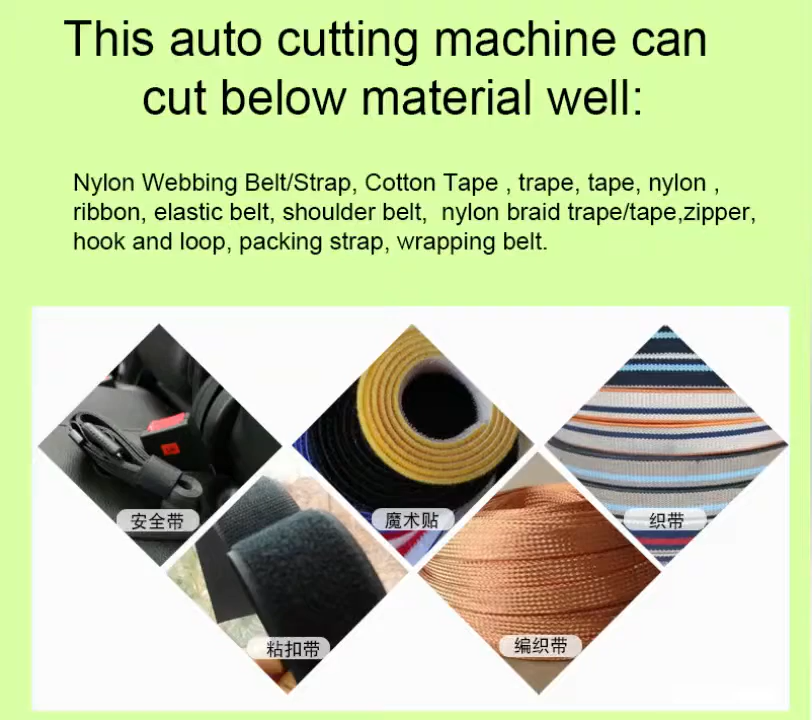 This auto cutting machine can
cut below material well:
Nylon Webbing Belt/Strap, Cotton Tape , trape, tape, nylon ,
ribbon, elastic belt, shoulder belt,  nylon braid trape/tape,zipper,
hook and loop, packing strap, wrapping belt.
安全带
魔术贴
织带
粘扣带
编织带